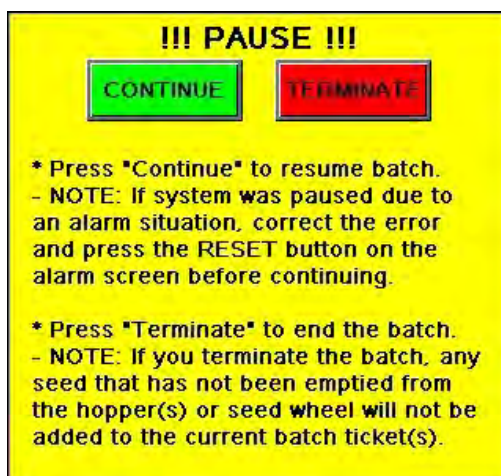 !!! PAUSE !!!
CONTINUE TERMINATE
* Press "Continue" to resume batch.
- NOTE: If system was paused due to
an alarm situation, correct the error
and press the RESET button on the
alarm screen before continuing.
* Press "Terminate" to end the batch.
- NOTE: If you terminate the batch, any
seed that has not been emptied from
the hopper(s) or seed wheel will not be
added to the current batch ticket(s).